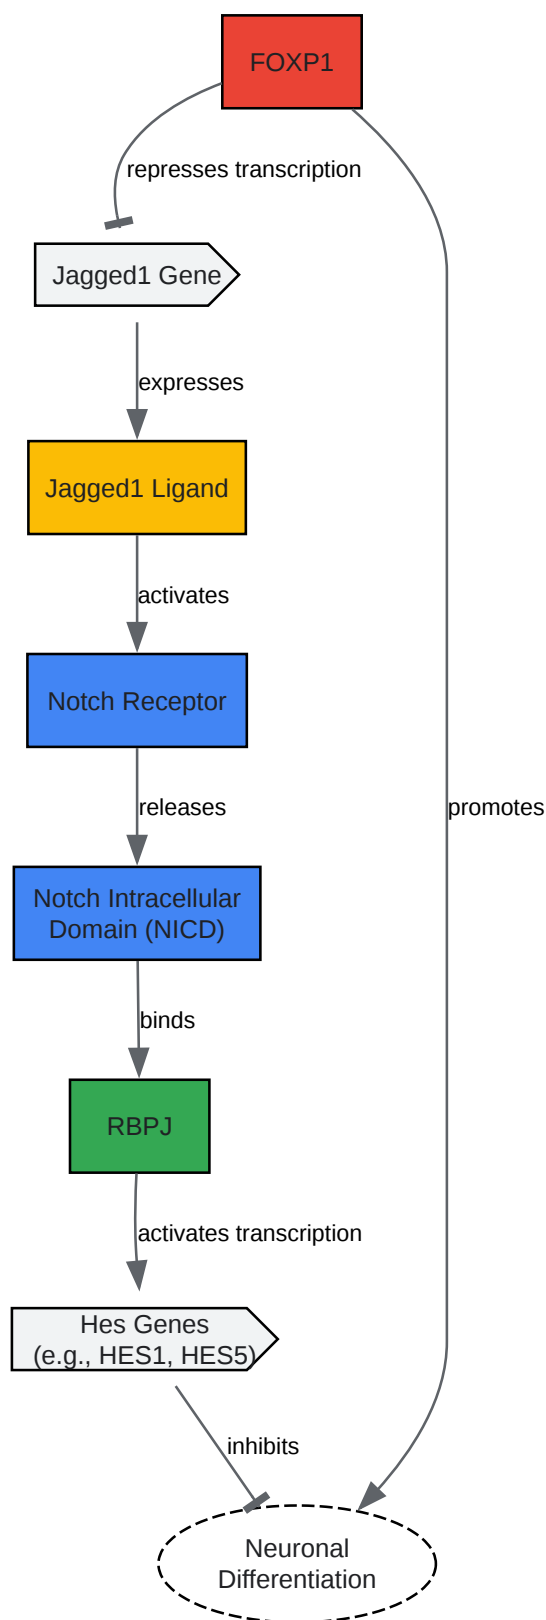 FOXP1
represses transcription
Jagged1 Gene
expresses
Jagged1 Ligand
activates
Notch Receptor
releases
promotes
Notch Intracellular
Domain (NICD)
binds
RBPJ
activates transcription
Hes Genes
(e.g., HES1, HES5)
inhibits
Neuronal
Differentiation